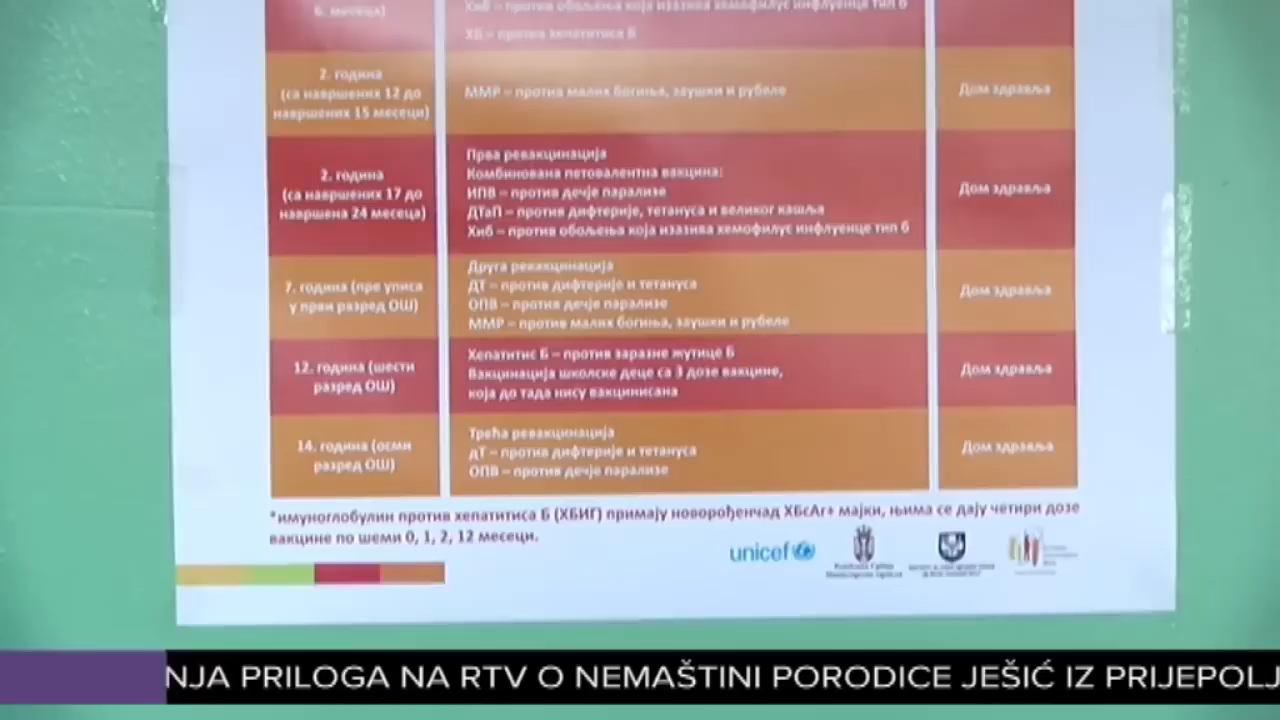 6. месеца)
Хиб – против обољења која изазива хемофилус инфлуенце тип б
ХБ – против хепатитиса Б
2. година
(са навршених 12 до
навршених 15 месеци)
ММР – против малих богиња, заушки и рубеле
Дом здравља
2. година
(са навршених 17 до
навршена 24 месеца)
Прва ревакцинација
Комбинована петовалентна вакцина:
ИПВ – против дечје парализе
ДТаП – против дифтерије, тетануса и великог кашља
Хиб – против обољења која изазива хемофилус инфлуенце тип б
Дом здравља
7. година (пре уписа
у први разред ОШ)
Друга ревакцинација
ДТ – против дифтерије и тетануса
ОПВ – против дечје парализе
ММР – против малих богиња, заушки и рубеле
Дом здравља
12. година (шести
разред ОШ)
Хепатитис Б – против заразне жутице Б
Вакцинација школске деце са 3 дозе вакцине,
која до тада нису вакцинисана
Дом здравља
14. година (осми
разред ОШ)
Трећа ревакцинација
дТ – против дифтерије и тетануса
ОПВ – против дечје парализе
Дом здравља
*имуноглобулин против хепатитиса Б (ХБИГ) примају новорођенчад ХБсАг+ мајки, њима се дају четири дозе
вакцине по шеми 0, 1, 2, 12 месеци.
unicef
NJA PRILOGA NA RTV O NEMAŠTINI PORODICE JEŠIĆ IZ PRIJEPOLJ